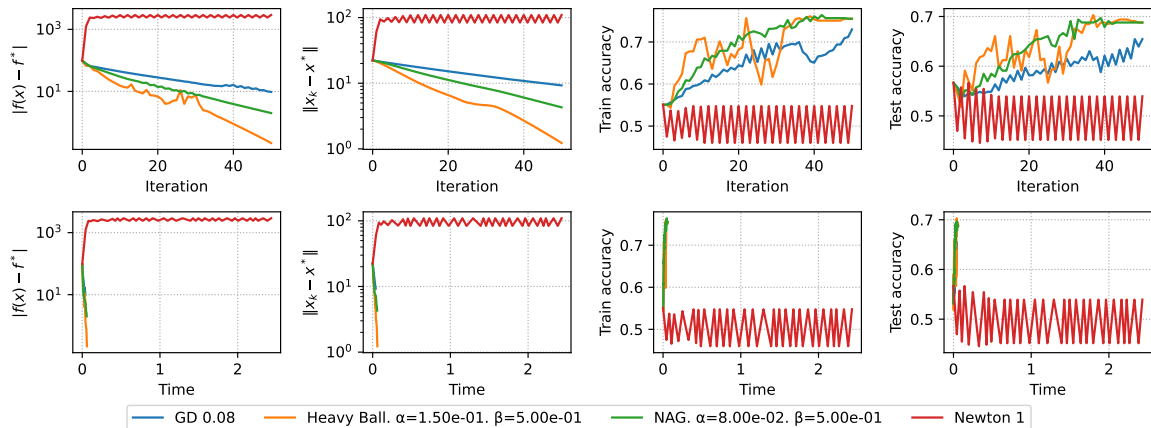 |f(x) − f*|
10³
10¹
0
20
40
Iteration
‖x_k − x*‖
10²
10¹
10⁰
0
20
40
Iteration
Train accuracy
0.7
0.6
0.5
0
20
40
Iteration
Test accuracy
0.7
0.6
0.5
0
20
40
Iteration
|f(x) − f*|
10³
10¹
0
1
2
Time
‖x_k − x*‖
10²
10¹
10⁰
0
1
2
Time
Train accuracy
0.7
0.6
0.5
0
1
2
Time
Test accuracy
0.7
0.6
0.5
0
1
2
Time
GD 0.08
Heavy Ball. α=1.50e-01. β=5.00e-01
NAG. α=8.00e-02. β=5.00e-01
Newton 1